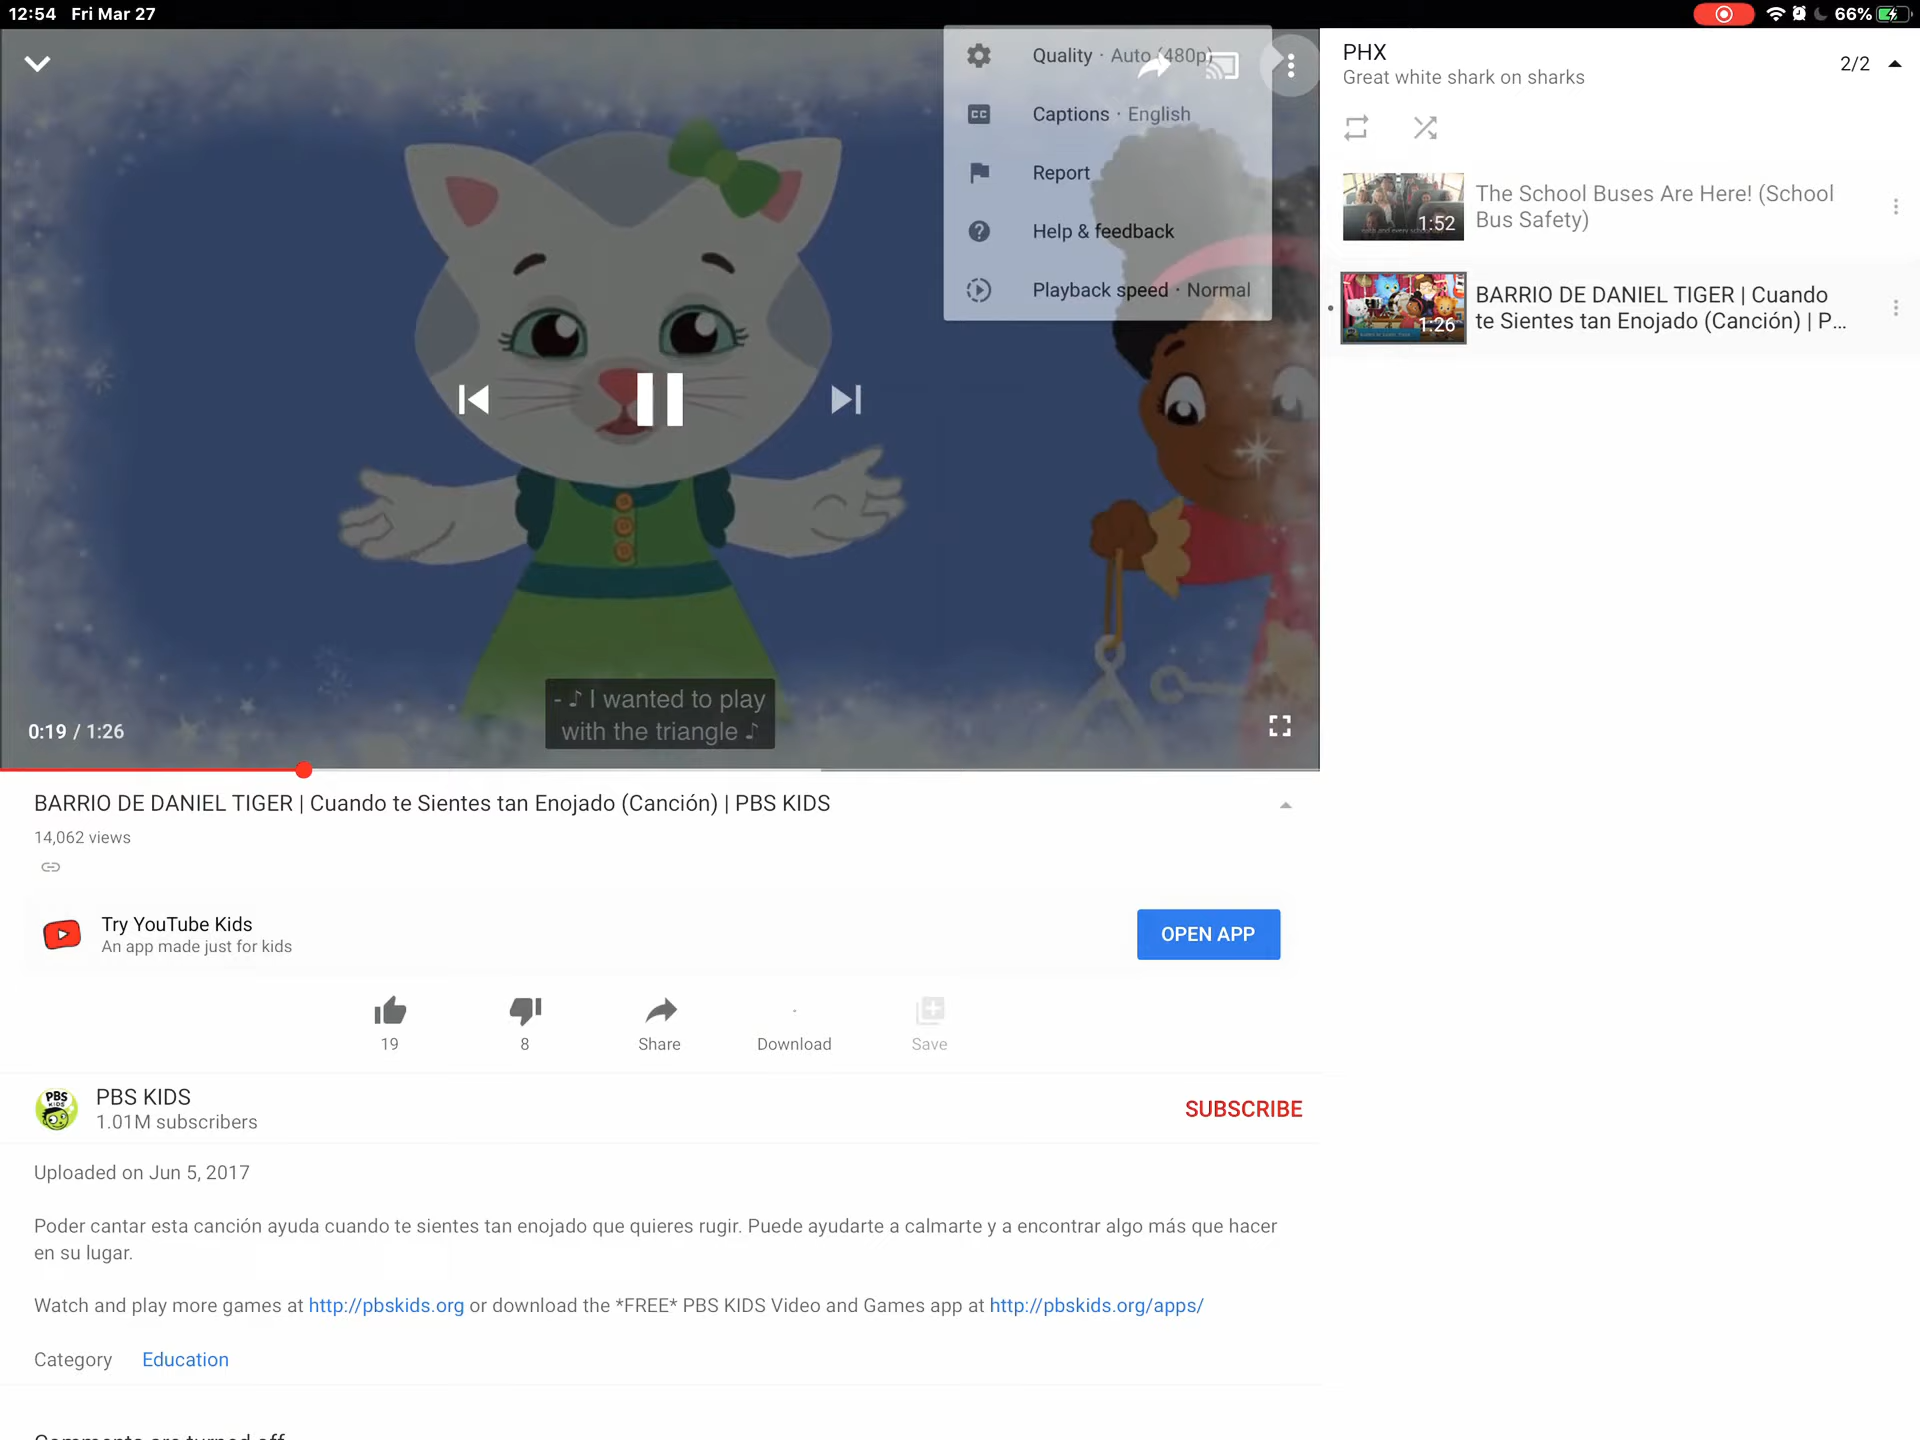 12:54 Fri Mar 27
66%
Quality · Auto (480p)
Captions · English
Report
Help & feedback
Playback speed · Normal
- ♪ I wanted to play
with the triangle ♪
0:19 / 1:26
BARRIO DE DANIEL TIGER | Cuando te Sientes tan Enojado (Canción) | PBS KIDS
14,062 views
Try YouTube Kids
An app made just for kids
OPEN APP
19
8
Share
Download
Save
PBS KIDS
1.01M subscribers
SUBSCRIBE
Uploaded on Jun 5, 2017
Poder cantar esta canción ayuda cuando te sientes tan enojado que quieres rugir. Puede ayudarte a calmarte y a encontrar algo más que hacer
en su lugar.
Watch and play more games at http://pbskids.org or download the *FREE* PBS KIDS Video and Games app at http://pbskids.org/apps/
Category Education
Comments are turned off
PHX
Great white shark on sharks
2/2
1:52
The School Buses Are Here! (School
Bus Safety)
1:26
BARRIO DE DANIEL TIGER | Cuando
te Sientes tan Enojado (Canción) | P...